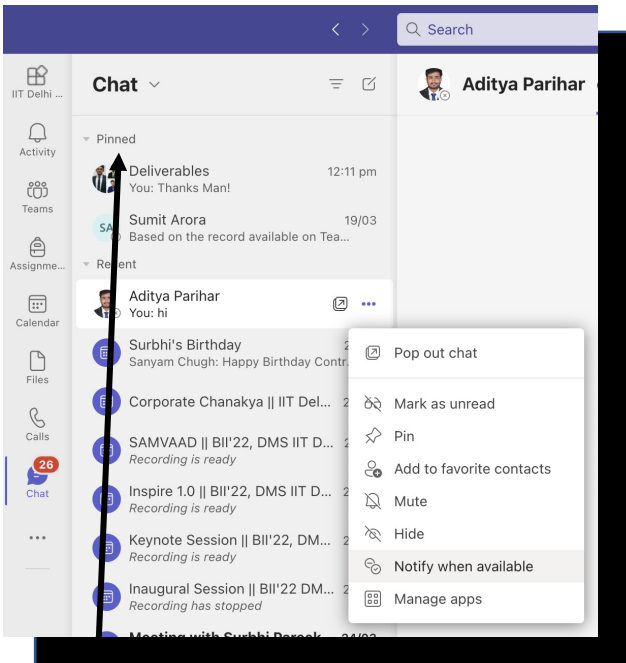 Search
IIT Delhi ...
Activity
Teams
Assignme...
Calendar
Files
Calls
26
Chat
Chat
Pinned
Deliverables 12:11 pm
You: Thanks Man!
SA
Sumit Arora 19/03
Based on the record available on Tea...
Aditya Parihar
You: hi
Surbhi's Birthday
Sanyam Chugh: Happy Birthday Contr
Corporate Chanakya || IIT Del...
SAMVAAD || BII'22, DMS IIT D...
Recording is ready
Inspire 1.0 || BII'22, DMS IIT D...
Recording is ready
Keynote Session || BII'22, DM...
Recording is ready
Inaugural Session || BII'22 DM...
Recording has stopped
Aditya Parihar
Pop out chat
Mark as unread
Pin
Add to favorite contacts
Mute
Hide
Notify when available
Manage apps